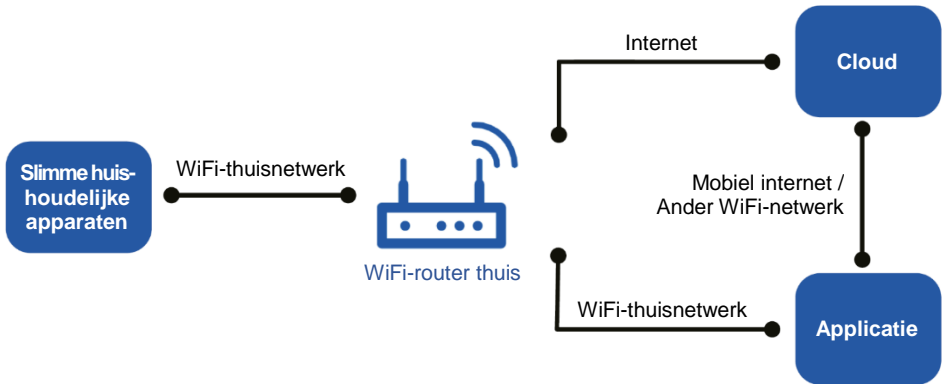 Internet
Cloud
Slimme huis-
houdelijke
apparaten
WiFi-thuisnetwerk
Mobiel internet /
Ander WiFi-netwerk
WiFi-router thuis
WiFi-thuisnetwerk
Applicatie